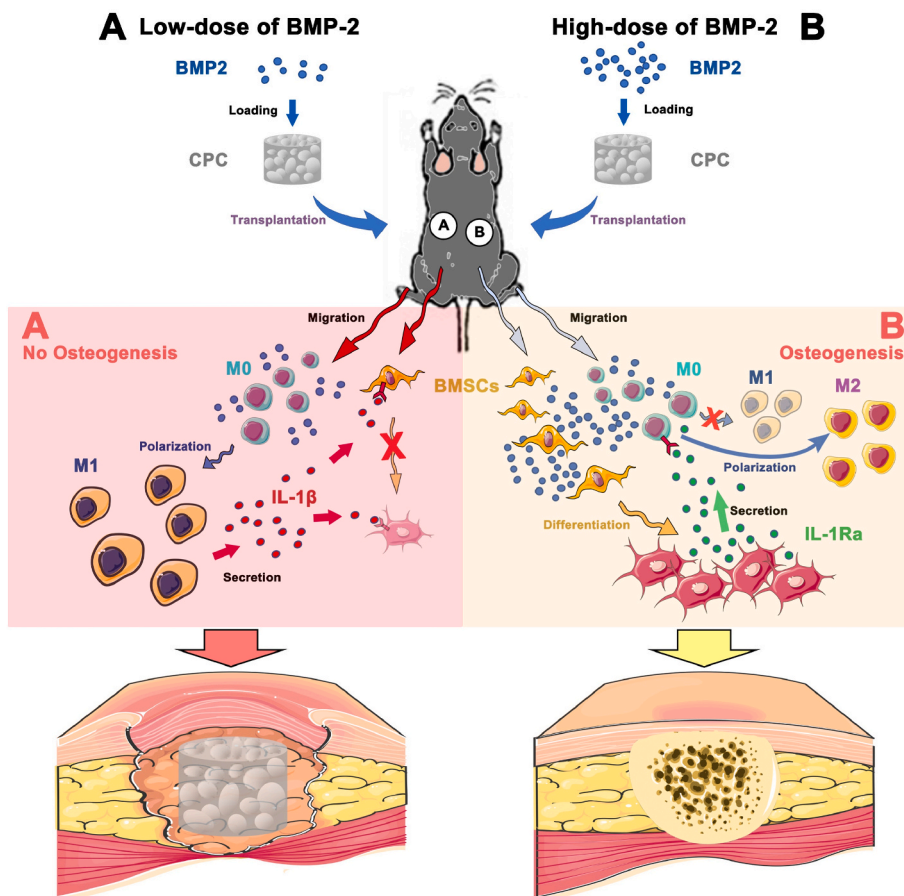 A Low-dose of BMP-2
High-dose of BMP-2 B
BMP2
BMP2
Loading
Loading
CPC
CPC
Transplantation
Transplantation
A
B
A
No Osteogenesis
Migration
M0
Polarization
M1
IL-1β
Secretion
X
B
Osteogenesis
Migration
BMSCs
M0
M1
M2
X
Polarization
Differentiation
Secretion
IL-1Ra